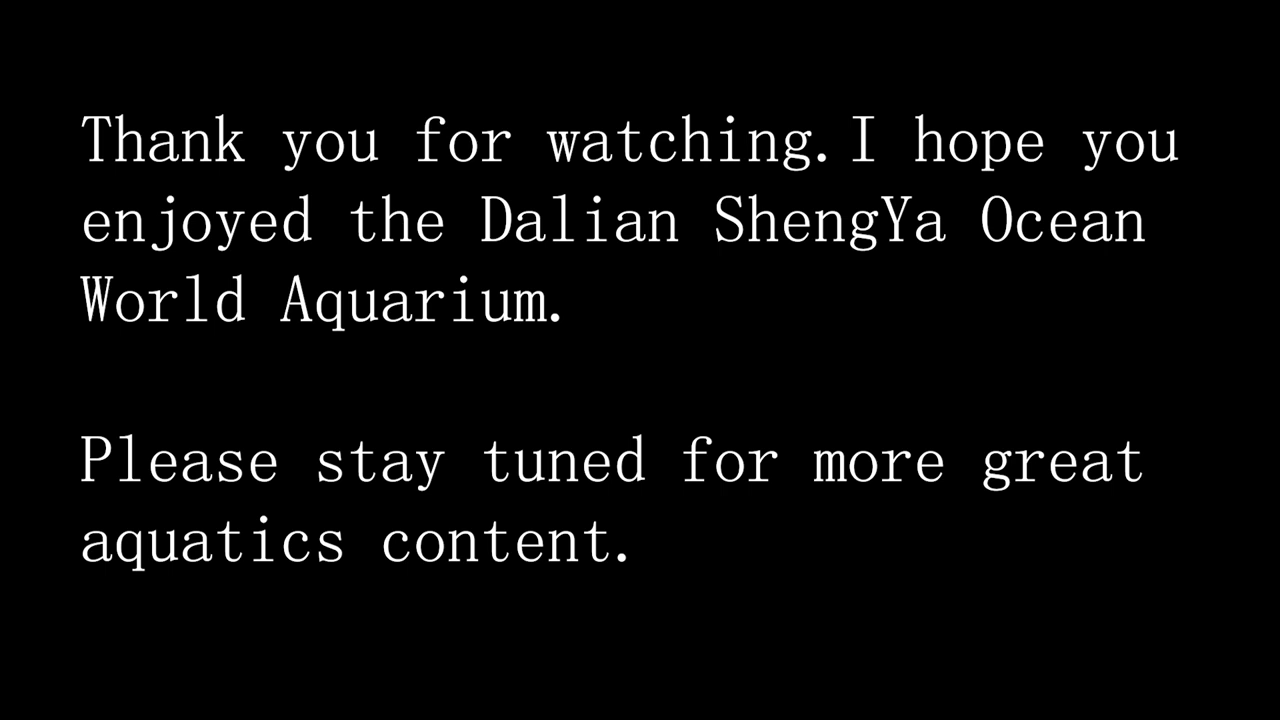 Thank you for watching.I hope you
enjoyed the Dalian ShengYa Ocean
World Aquarium.
Please stay tuned for more great
aquatics content.